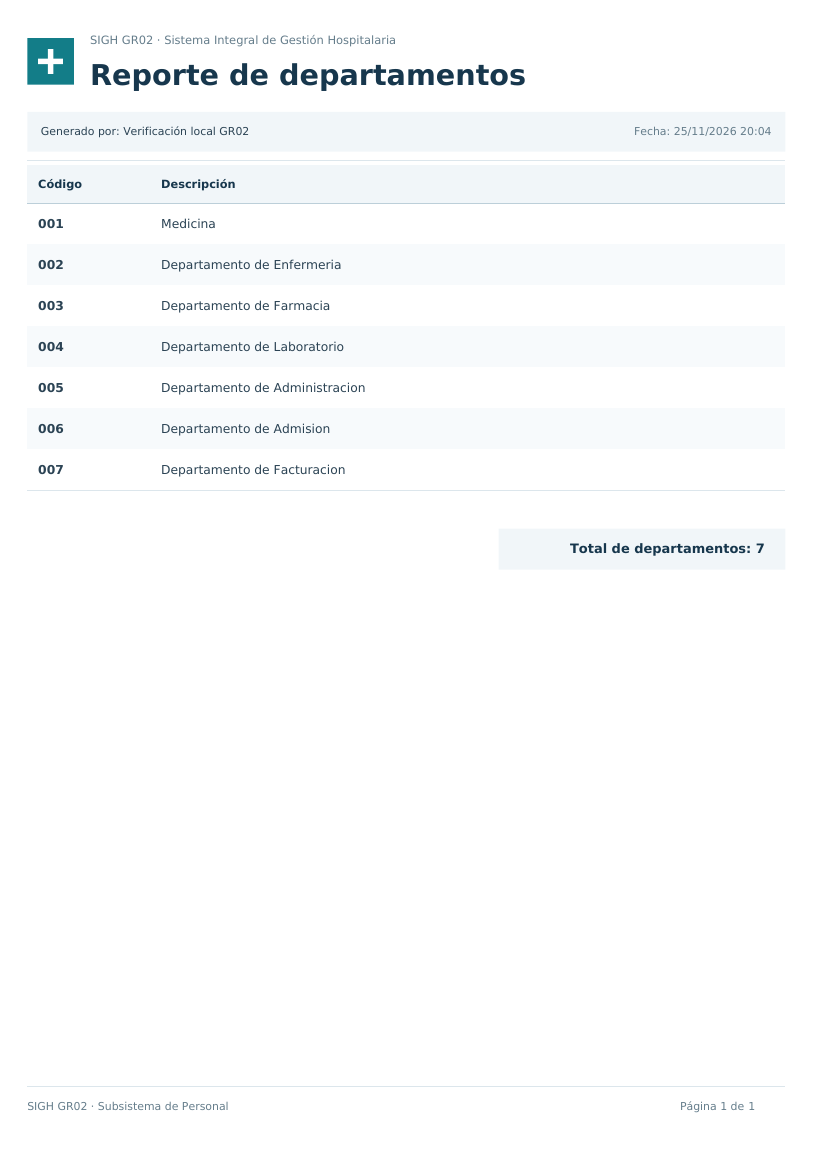 SIGH GR02 · Sistema Integral de Gestión Hospitalaria
Reporte de departamentos
Generado por: Verificación local GR02 Fecha: 25/11/2026 20:04
Código Descripción
001 Medicina
002 Departamento de Enfermeria
003 Departamento de Farmacia
004 Departamento de Laboratorio
005 Departamento de Administracion
006 Departamento de Admision
007 Departamento de Facturacion
Total de departamentos: 7
SIGH GR02 · Subsistema de Personal Página 1 de 1